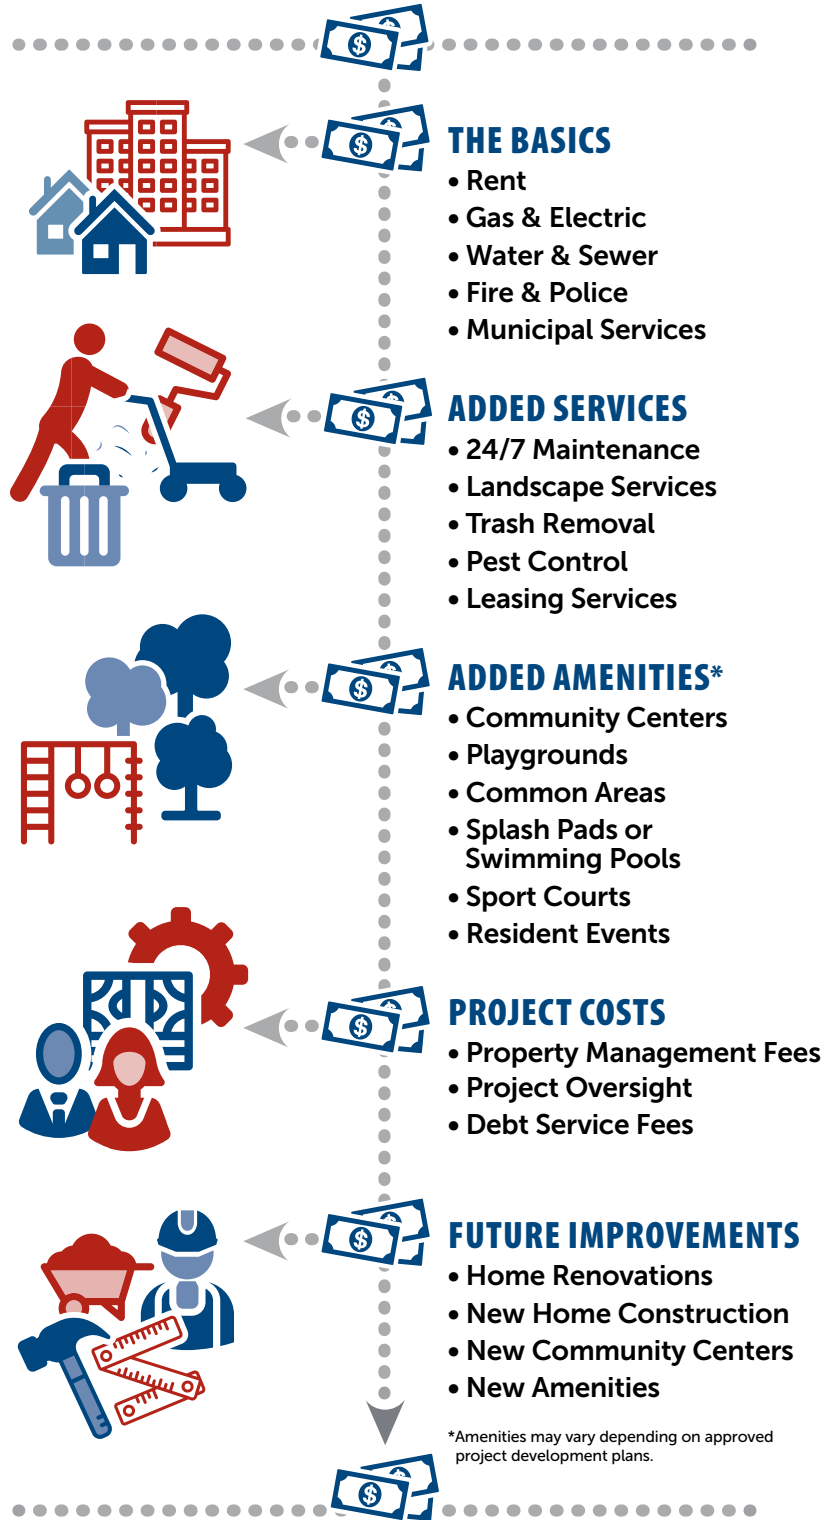 THE BASICS
• Rent
• Gas & Electric
• Water & Sewer
• Fire & Police
• Municipal Services
ADDED SERVICES
• 24/7 Maintenance
• Landscape Services
• Trash Removal
• Pest Control
• Leasing Services
ADDED AMENITIES*
• Community Centers
• Playgrounds
• Common Areas
• Splash Pads or
Swimming Pools
• Sport Courts
• Resident Events
PROJECT COSTS
• Property Management Fees
• Project Oversight
• Debt Service Fees
FUTURE IMPROVEMENTS
• Home Renovations
• New Home Construction
• New Community Centers
• New Amenities
*Amenities may vary depending on approved
project development plans.